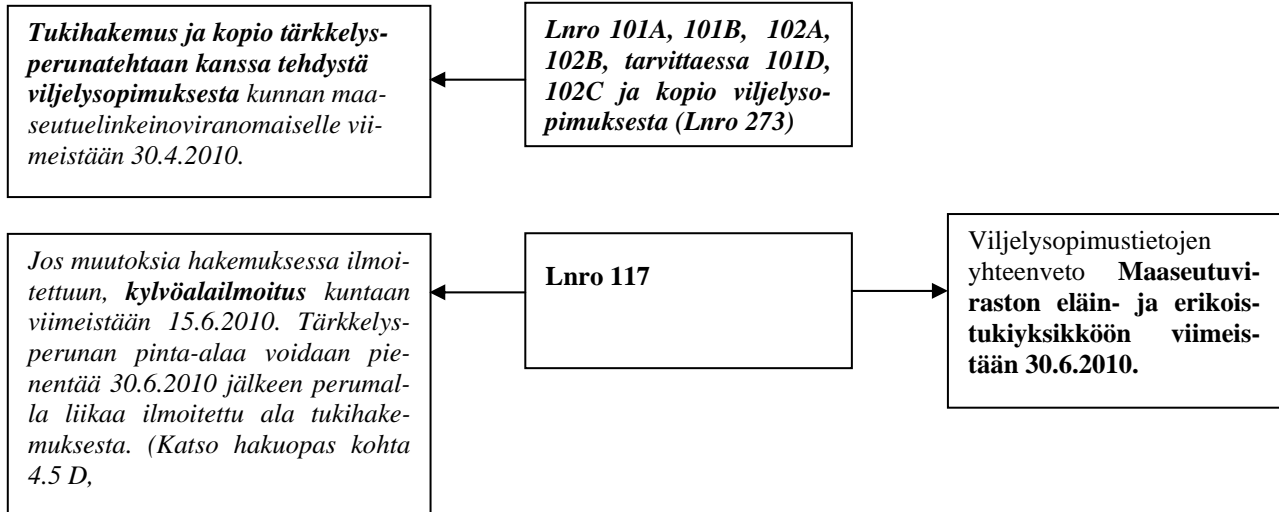 Tukihakemus ja kopio tärkkelys-
perunatehtaan kanssa tehdystä
viljelysopimuksesta kunnan maa-
seutuelinkeinoviranomaiselle vii-
meistään 30.4.2010.
Lnro 101A, 101B, 102A,
102B, tarvittaessa 101D,
102C ja kopio viljelyso-
pimuksesta (Lnro 273)
Jos muutoksia hakemuksessa ilmoi-
tettuun, kylvöalailmoitus kuntaan
viimeistään 15.6.2010. Tärkkelys-
perunan pinta-alaa voidaan pie-
nentää 30.6.2010 jälkeen perumal-
la liikaa ilmoitettu ala tukihake-
muksesta. (Katso hakuopas kohta
4.5 D,
Lnro 117
Viljelysopimustietojen
yhteenveto Maaseutuvi-
raston eläin- ja erikois-
tukiyksikköön viimeis-
tään 30.6.2010.